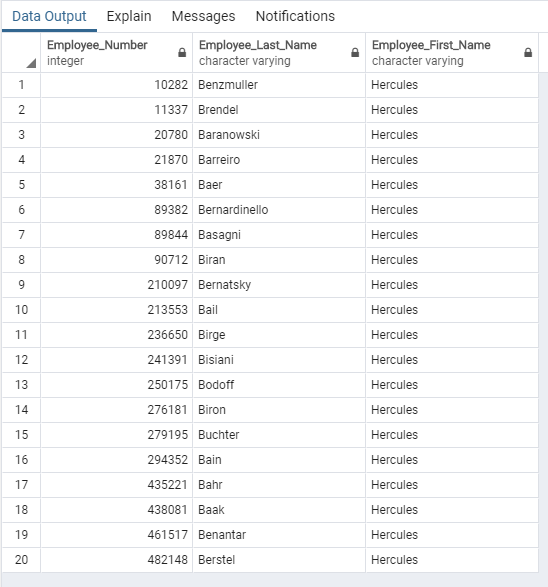 Data Output Explain Messages Notifications
Employee_Number Employee_Last_Name Employee_First_Name
integer character varying character varying
1 10282 Benzmuller Hercules
2 11337 Brendel Hercules
3 20780 Baranowski Hercules
4 21870 Barreiro Hercules
5 38161 Baer Hercules
6 89382 Bernardinello Hercules
7 89844 Basagni Hercules
8 90712 Biran Hercules
9 210097 Bernatsky Hercules
10 213553 Bail Hercules
11 236650 Birge Hercules
12 241391 Bisiani Hercules
13 250175 Bodoff Hercules
14 276181 Biron Hercules
15 279195 Buchter Hercules
16 294352 Bain Hercules
17 435221 Bahr Hercules
18 438081 Baak Hercules
19 461517 Benantar Hercules
20 482148 Berstel Hercules